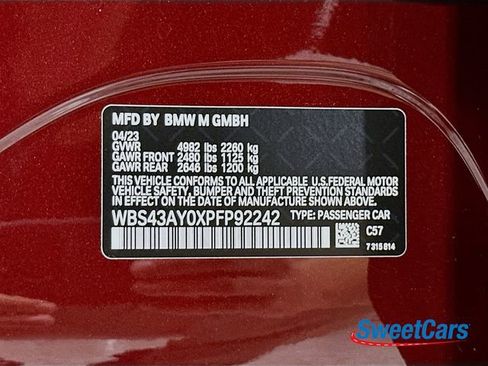 MFD BY BMW M GMBH
04/23
GVWR 4982 lbs 2260 kg
GAWR FRONT 2480 lbs 1125 kg
GAWR REAR 2646 lbs 1200 kg
THIS VEHICLE CONFORMS TO ALL APPLICABLE U.S.FEDERAL MOTOR
VEHICLE SAFETY, BUMPER, AND THEFT PREVENTION STANDARDS
IN EFFECT ON THE DATE OF MANUFACTURE SHOWN ABOVE.
WBS43AY0XPFP92242 TYPE: PASSENGER CAR
C57
7315814
SweetCars